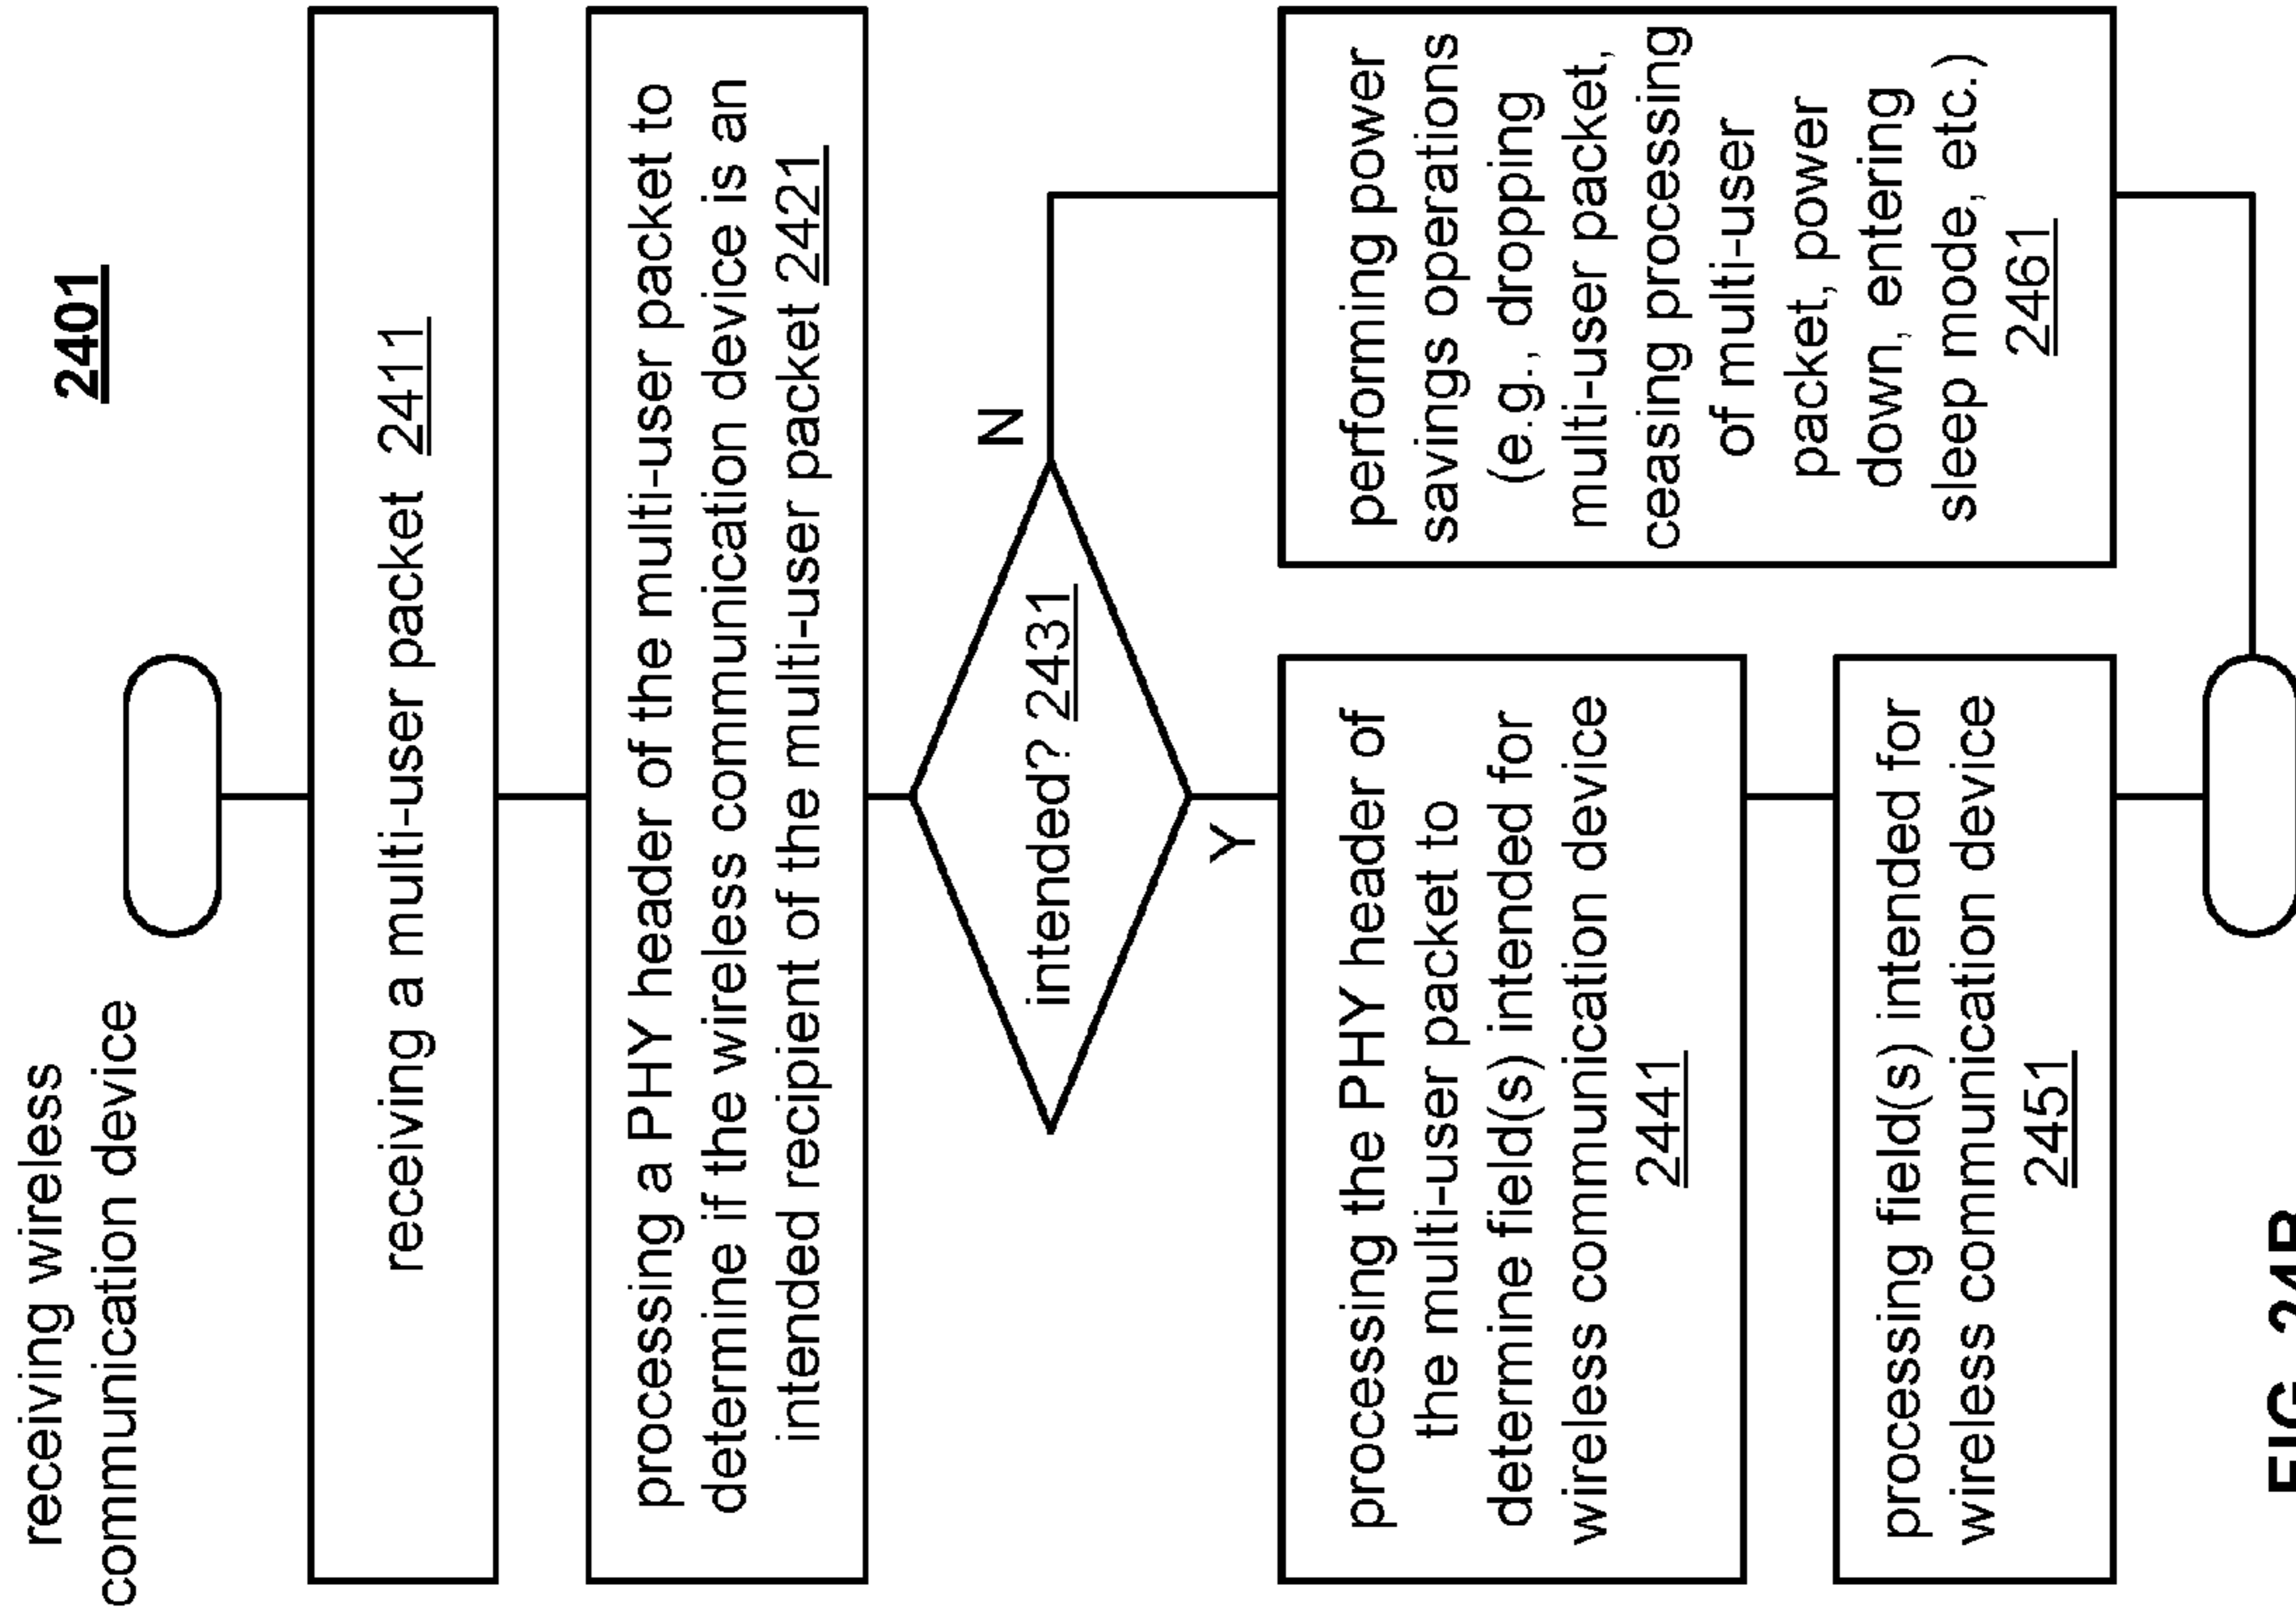 receiving wireless
communication device
2401
receiving a multi-user packet 2411
processing a PHY header of the multi-user packet to
determine if the wireless communication device is an
intended recipient of the multi-user packet 2421
intended? 2431
N
Y
processing the PHY header of
the multi-user packet to
determine field(s) intended for
wireless communication device
2441
processing field(s) intended for
wireless communication device
2451
performing power
savings operations
(e.g., dropping
multi-user packet,
ceasing processing
of multi-user
packet, power
down, entering
sleep mode, etc.)
2461
FIG. 24B